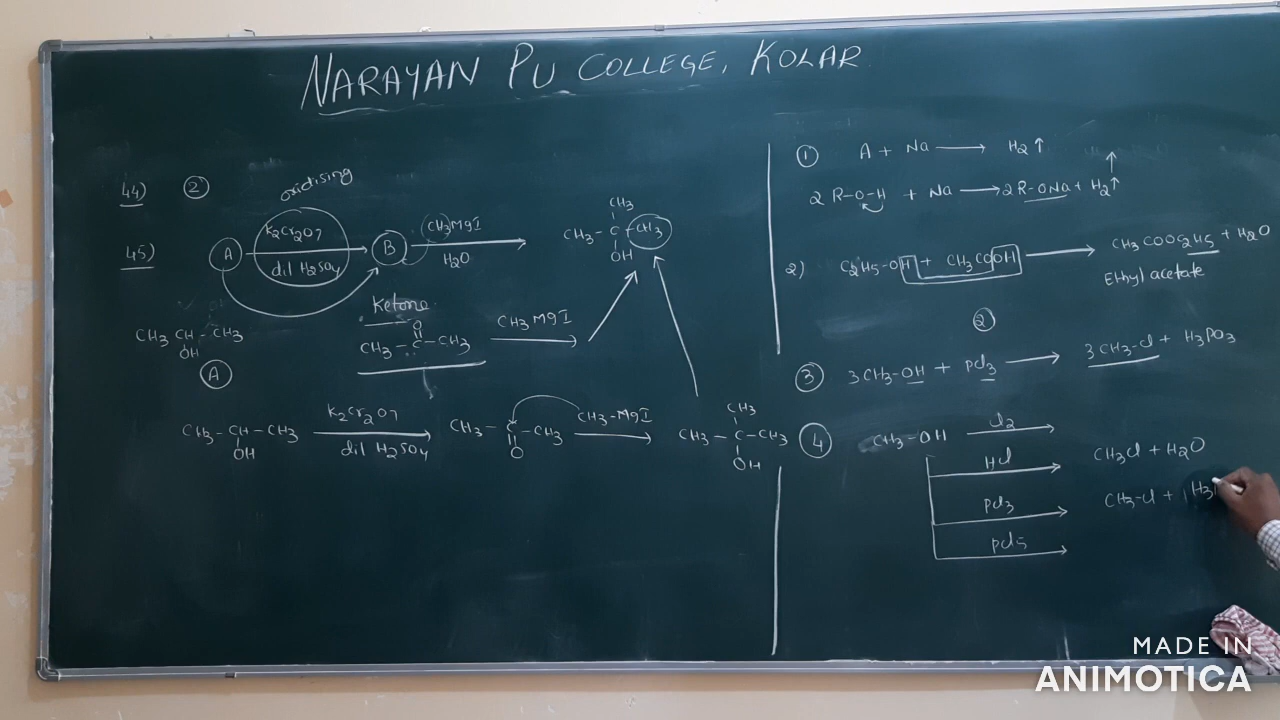 NARAYAN PU COLLEGE, KOLAR
44) 2
oxidising
45) A K2Cr2O7 B CH3MgI
dil H2SO4 H2O
CH3
CH3 - C - CH3
OH
Ketone
CH3 - CH - CH3
OH
A
O
CH3 - C - CH3 CH3MgI
CH3 - CH - CH3 K2Cr2O7 CH3 - C - CH3 CH3-MgI
OH dil H2SO4 O
CH3
CH3 - C - CH3
OH
1 A + Na → H2↑
2 R-O-H + Na → 2 R-ONa + H2↑
2) C2H5-OH + CH3COOH → CH3COOC2H5 + H2O
Ethyl acetate
2
3 3CH3-OH + PCl3 → 3CH3-Cl + H3PO3
4 CH3-OH Cl2
HCl CH3Cl + H2O
PCl3 CH3-Cl + H3
PCl5
MADE IN
ANIMOTICA